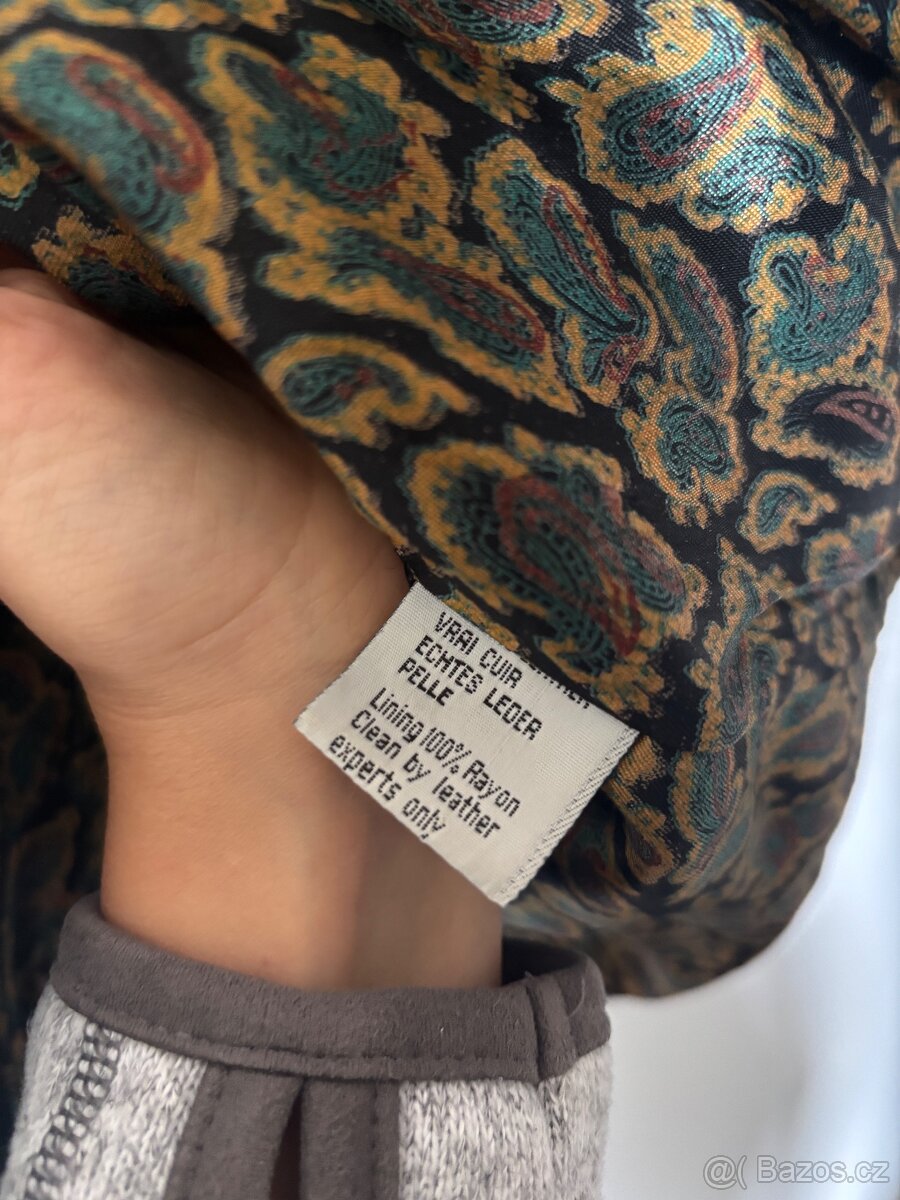 VRAI CUIR
ECHTES LEDER
PELLE
Lining 100% Rayon
Clean by leather
experts only
@( Bazos.cz